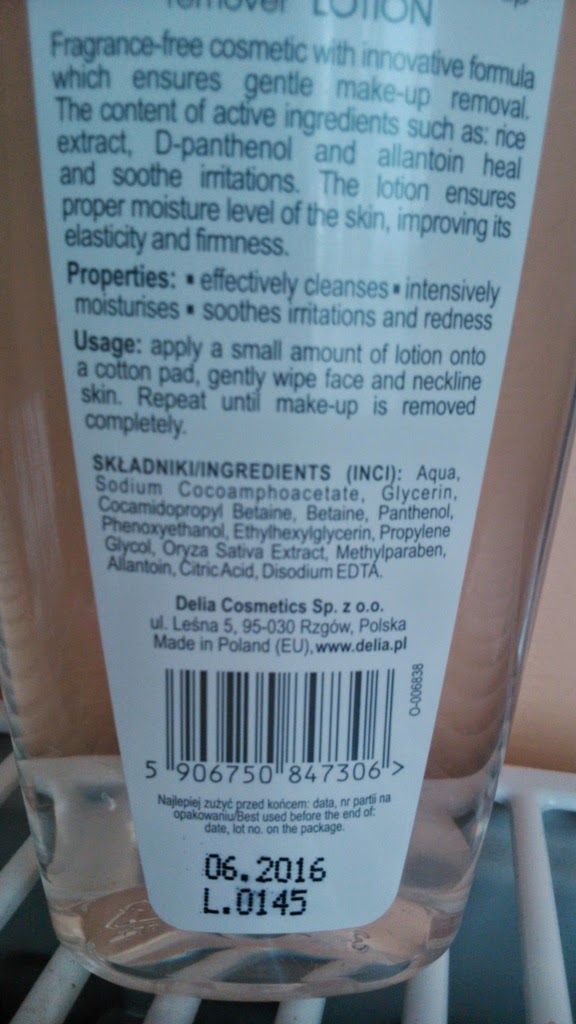 remover LOTION
Fragrance-free cosmetic with innovative formula
which ensures gentle make-up removal.
The content of active ingredients such as: rice
extract, D-panthenol and allantoin heal
and soothe irritations. The lotion ensures
proper moisture level of the skin, improving its
elasticity and firmness.
Properties: ▪ effectively cleanses ▪ intensively
moisturises ▪ soothes irritations and redness
Usage: apply a small amount of lotion onto
a cotton pad, gently wipe face and neckline
skin. Repeat until make-up is removed
completely.
SKŁADNIKI/INGREDIENTS (INCI): Aqua,
Sodium Cocoamphoacetate, Glycerin,
Cocamidopropyl Betaine, Betaine, Panthenol,
Phenoxyethanol, Ethylhexylglycerin, Propylene
Glycol, Oryza Sativa Extract, Methylparaben,
Allantoin, Citric Acid, Disodium EDTA.
Delia Cosmetics Sp. z o.o.
ul. Leśna 5, 95-030 Rzgów, Polska
Made in Poland (EU), www.delia.pl
O-006838
5 906750 847306 >
Najlepiej zużyć przed końcem: data, nr partii na
opakowaniu/Best used before the end of:
date, lot no. on the package.
06.2016
L.0145